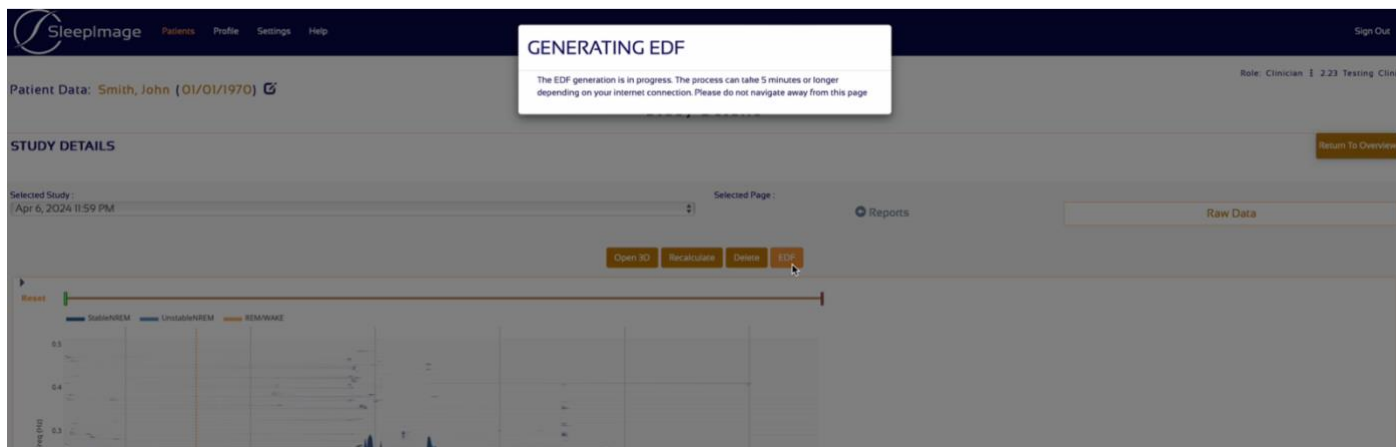 SleepImage Patients Profile Settings Help
Sign Out
GENERATING EDF
The EDF generation is in progress. The process can take 5 minutes or longer
depending on your internet connection. Please do not navigate away from this page
Role: Clinician
2.23 Testing Clin
Patient Data: Smith, John (01/01/1970)
STUDY DETAILS
Return To Overview
Selected Study :
Apr 6, 2024 11:59 PM
Selected Page :
Reports
Raw Data
Open 3D Recalculate Delete EDF
Reset
StableNREM UnstableNREM REM/WAKE
0.5
0.4
0.3